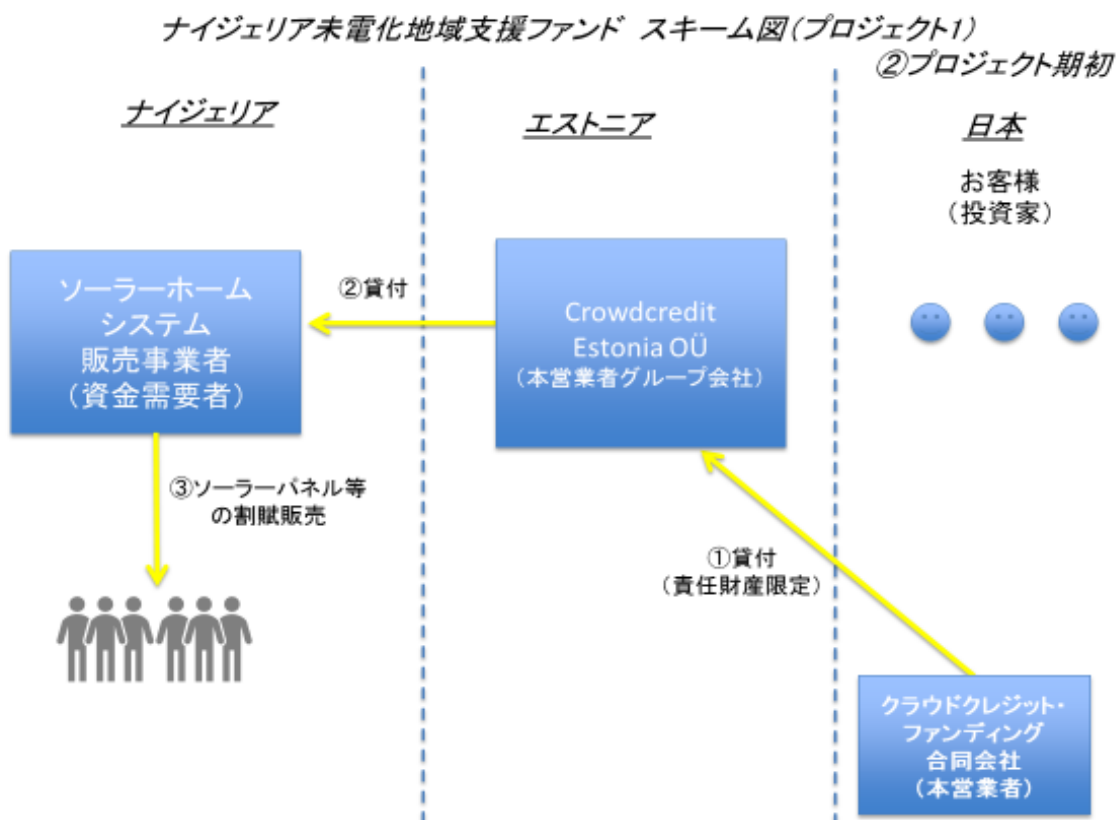 ナイジェリア未電化地域支援ファンド スキーム図(プロジェクト1)
②プロジェクト期初
ナイジェリア
エストニア
日本
お客様
(投資家)
ソーラーホーム
システム
販売事業者
(資金需要者)
②貸付
Crowdcredit
Estonia OÜ
(本営業者グループ会社)
③ソーラーパネル等
の割賦販売
①貸付
(責任財産限定)
クラウドクレジット・
ファンディング
合同会社
(本営業者)